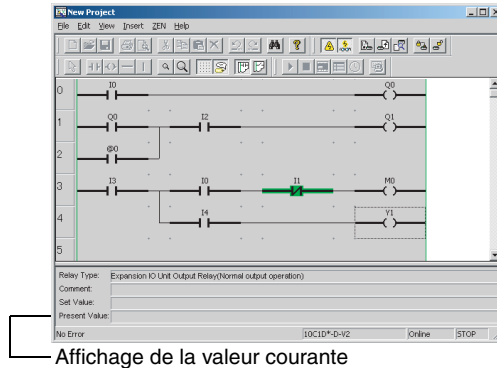 New Project
File Edit View Insert ZEN Help
0 I0 Q0
1 Q0 I2 Q1
2 @0
3 I3 I0 I1 M0
4 I4 Y1
5
Relay Type: Expansion IO Unit Output Relay(Normal output operation)
Comment:
Set Value:
Present Value:
No Error 10C1D*-D-V2 Online STOP
Affichage de la valeur courante